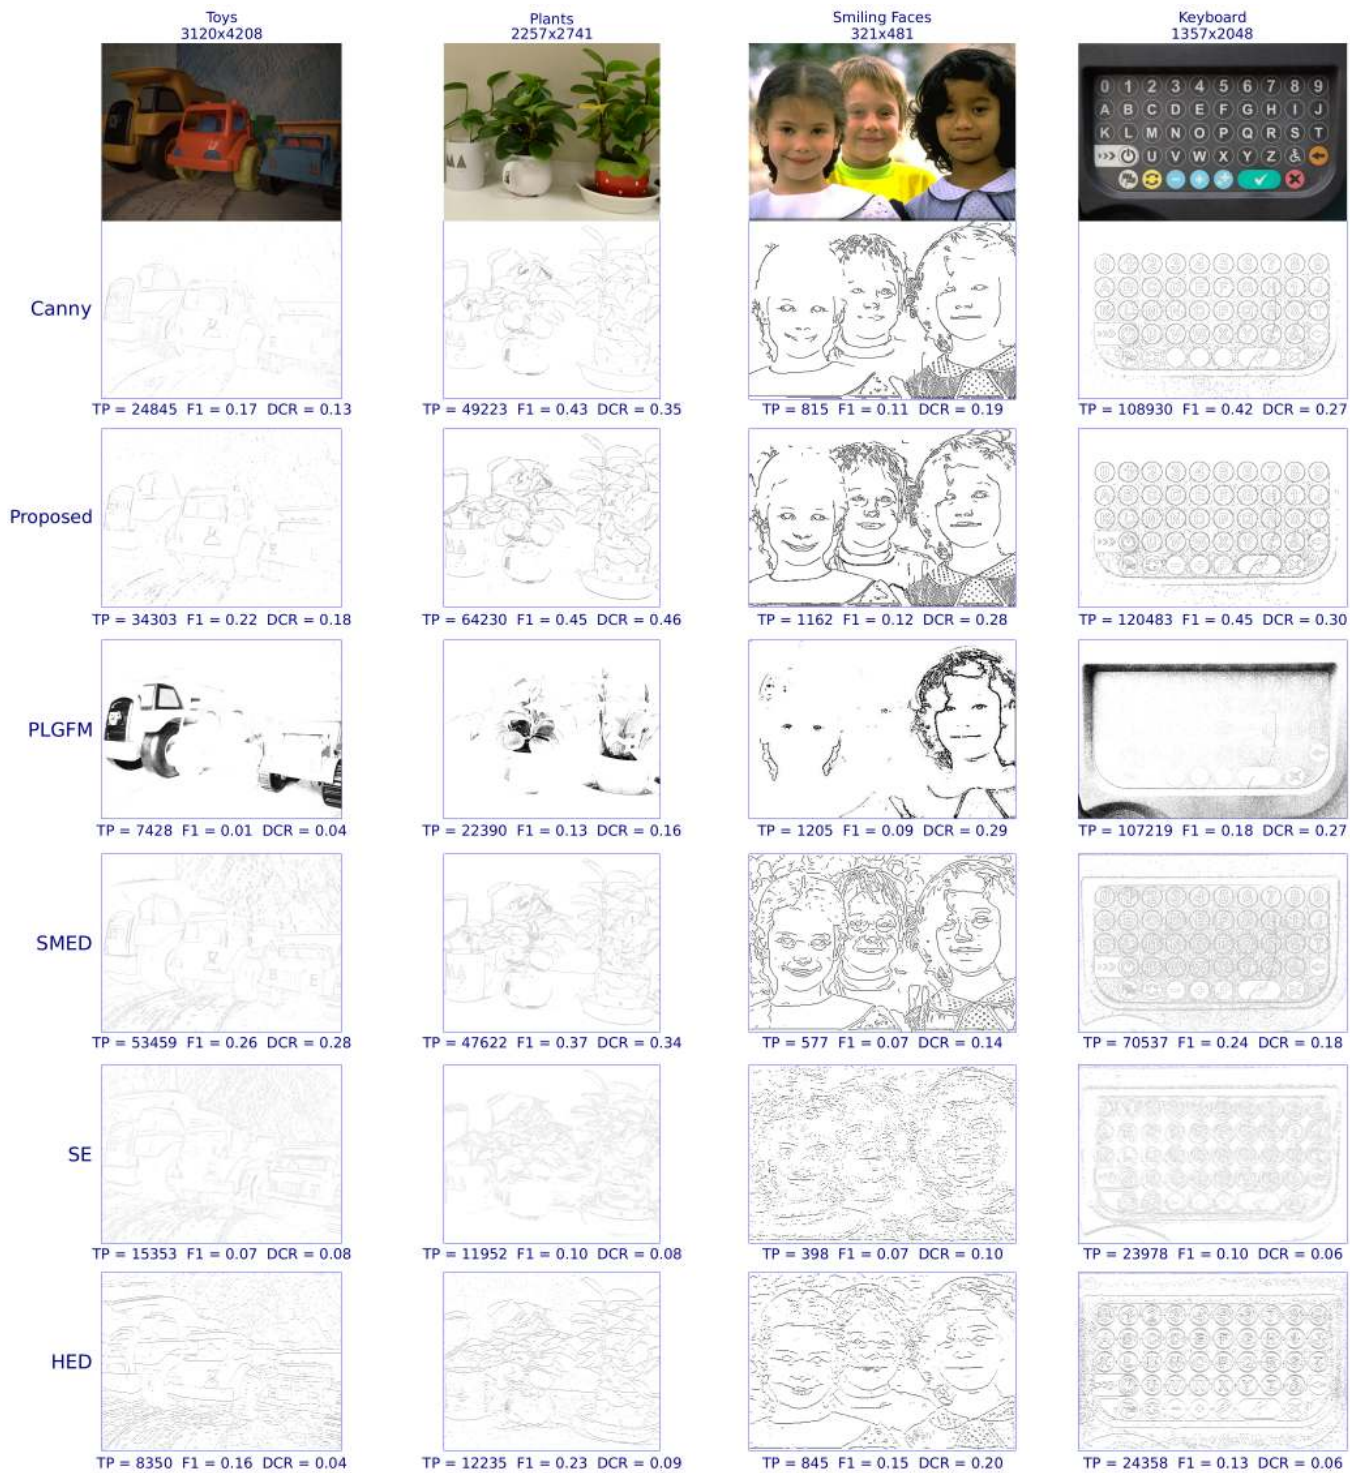 Toys
3120x4208
Plants
2257x2741
Smiling Faces
321x481
Keyboard
1357x2048
MA
0 1 2 3 4 5 6 7 8 9
A B C D E F G H I J
K L M N O P Q R S T
U V W X Y Z
Canny
TP = 24845 F1 = 0.17 DCR = 0.13
TP = 49223 F1 = 0.43 DCR = 0.35
TP = 815 F1 = 0.11 DCR = 0.19
TP = 108930 F1 = 0.42 DCR = 0.27
Proposed
TP = 34303 F1 = 0.22 DCR = 0.18
TP = 64230 F1 = 0.45 DCR = 0.46
TP = 1162 F1 = 0.12 DCR = 0.28
TP = 120483 F1 = 0.45 DCR = 0.30
PLGFM
TP = 7428 F1 = 0.01 DCR = 0.04
TP = 22390 F1 = 0.13 DCR = 0.16
TP = 1205 F1 = 0.09 DCR = 0.29
TP = 107219 F1 = 0.18 DCR = 0.27
SMED
TP = 53459 F1 = 0.26 DCR = 0.28
TP = 47622 F1 = 0.37 DCR = 0.34
TP = 577 F1 = 0.07 DCR = 0.14
TP = 70537 F1 = 0.24 DCR = 0.18
SE
TP = 15353 F1 = 0.07 DCR = 0.08
TP = 11952 F1 = 0.10 DCR = 0.08
TP = 398 F1 = 0.07 DCR = 0.10
TP = 23978 F1 = 0.10 DCR = 0.06
HED
TP = 8350 F1 = 0.16 DCR = 0.04
TP = 12235 F1 = 0.23 DCR = 0.09
TP = 845 F1 = 0.15 DCR = 0.20
TP = 24358 F1 = 0.13 DCR = 0.06